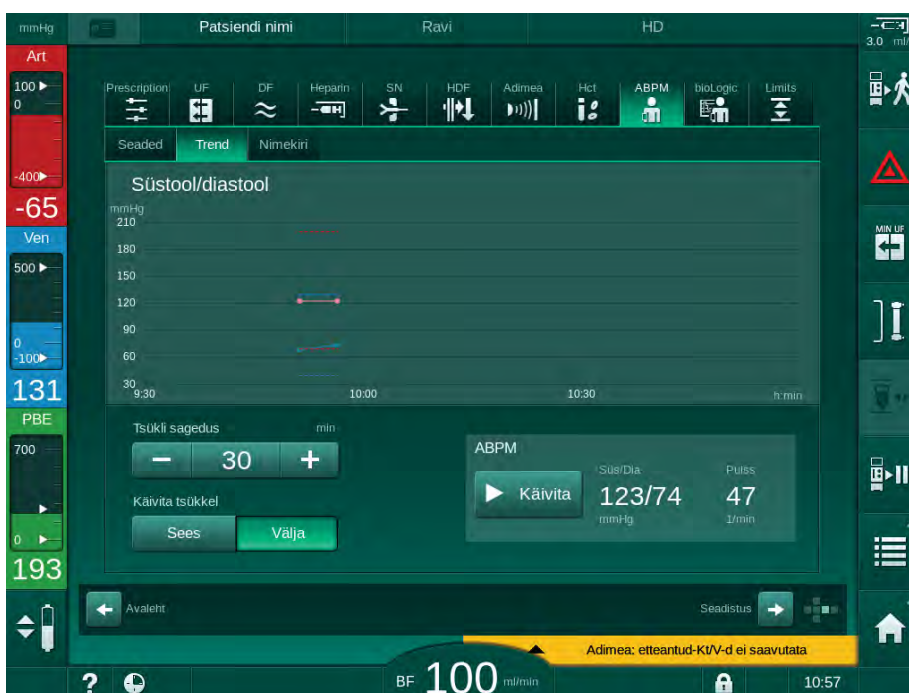 mmHg Patsiendi nimi Ravi HD
3.0 ml/
Art
100
0
-400
-65
Ven
500
0
-100
131
PBE
700
0
193
Prescription UF DF Heparin SN HDF Adimea Hct ABPM bioLogic Limits
Seaded Trend Nimekiri
Süstool/diastool
mmHg
210
180
150
120
90
60
30
9:30 10:00 10:30 h:min
Tsükli sagedus min
30
Käivita tsükkel
Sees Välja
ABPM
Käivita
Süs/Dia Pulss
123/74 47
mmHg 1/min
MIN UF
Avaleht Seadistus
Adimea: etteantud-Kt/V-d ei saavutata
? BF 100 ml/min 10:57